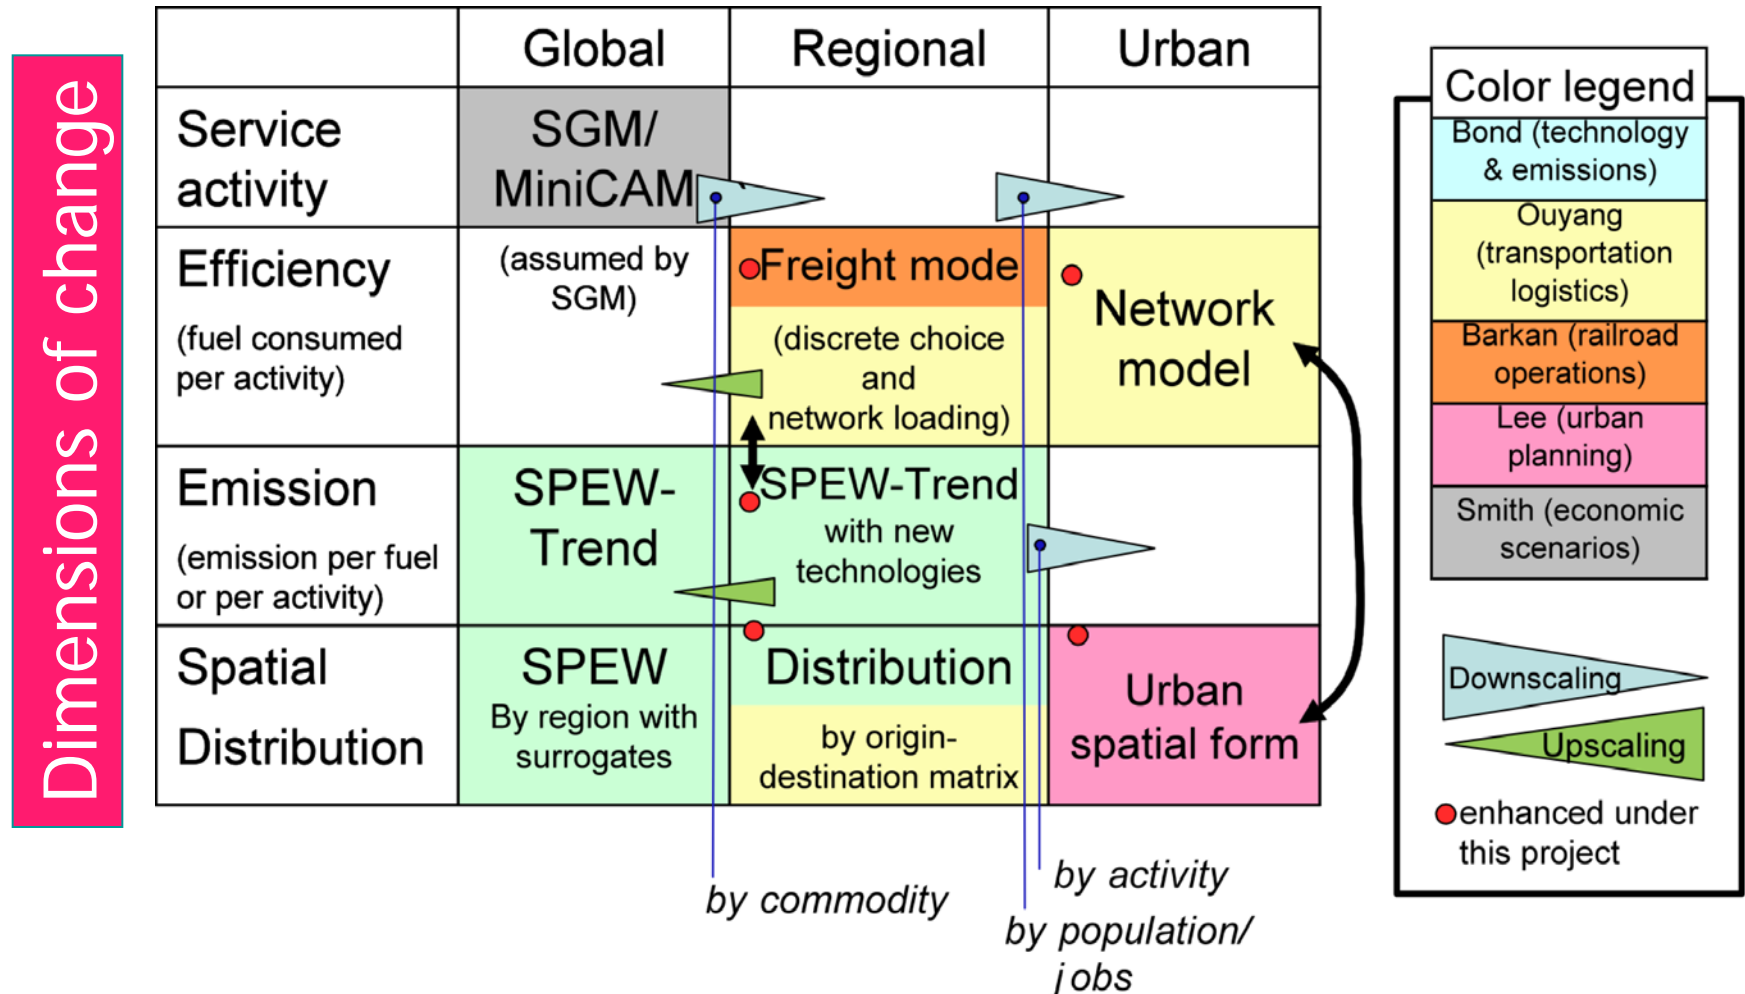 Dimensions of change
Global
Regional
Urban
Service
activity
SGM/
MiniCAM
Efficiency
(fuel consumed
per activity)
(assumed by
SGM)
Freight mode
(discrete choice
and
network loading)
Network
model
Emission
(emission per fuel
or per activity)
SPEW-
Trend
SPEW-Trend
with new
technologies
Spatial
Distribution
SPEW
By region with
surrogates
Distribution
by origin-
destination matrix
Urban
spatial form
by commodity
by activity
by population/
jobs
Color legend
Bond (technology
& emissions)
Ouyang
(transportation
logistics)
Barkan (railroad
operations)
Lee (urban
planning)
Smith (economic
scenarios)
Downscaling
Upscaling
enhanced under
this project